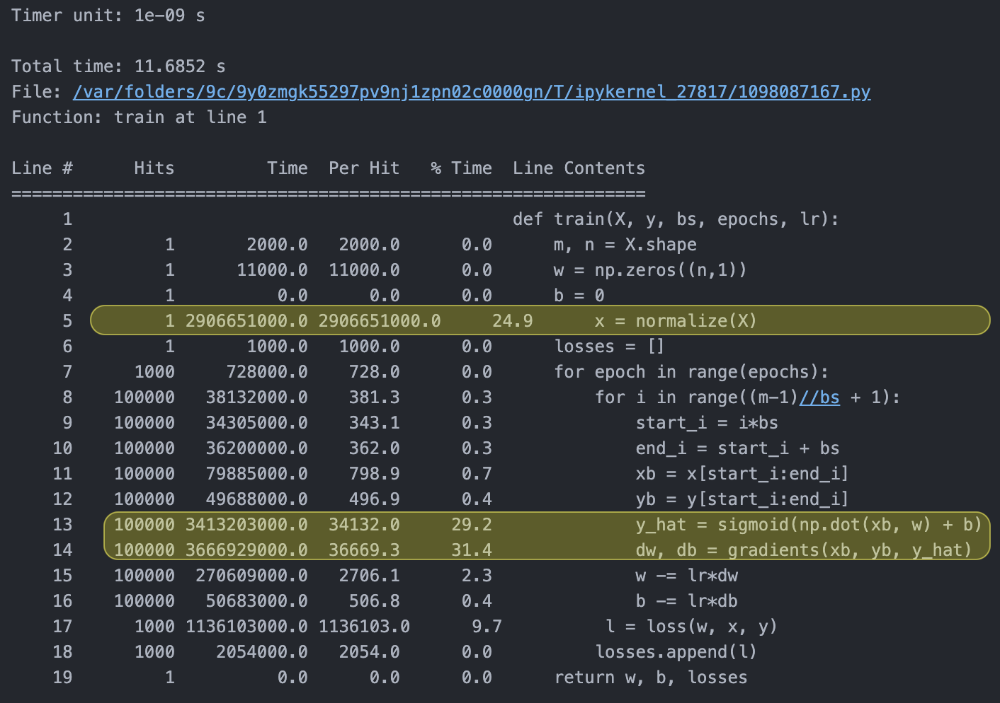 Timer unit: 1e-09 s
Total time: 11.6852 s
File: /var/folders/9c/9y0zmgk55297pv9nj1zpn02c0000gn/T/ipykernel_27817/1098087167.py
Function: train at line 1
Line #      Hits         Time  Per Hit   % Time  Line Contents
==============================================================
     1                                           def train(X, y, bs, epochs, lr):
     2         1       2000.0   2000.0      0.0      m, n = X.shape
     3         1      11000.0  11000.0      0.0      w = np.zeros((n,1))
     4         1          0.0      0.0      0.0      b = 0
     5         1 2906651000.0 2906651000.0     24.9      x = normalize(X)
     6         1       1000.0   1000.0      0.0      losses = []
     7      1000     728000.0    728.0      0.0      for epoch in range(epochs):
     8    100000   38132000.0    381.3      0.3          for i in range((m-1)//bs + 1):
     9    100000   34305000.0    343.1      0.3              start_i = i*bs
    10    100000   36200000.0    362.0      0.3              end_i = start_i + bs
    11    100000   79885000.0    798.9      0.7              xb = x[start_i:end_i]
    12    100000   49688000.0    496.9      0.4              yb = y[start_i:end_i]
    13    100000 3413203000.0  34132.0     29.2              y_hat = sigmoid(np.dot(xb, w) + b)
    14    100000 3666929000.0  36669.3     31.4              dw, db = gradients(xb, yb, y_hat)
    15    100000  270609000.0   2706.1      2.3              w -= lr*dw
    16    100000   50683000.0    506.8      0.4              b -= lr*db
    17      1000 1136103000.0 1136103.0      9.7          l = loss(w, x, y)
    18      1000    2054000.0   2054.0      0.0          losses.append(l)
    19         1          0.0      0.0      0.0      return w, b, losses